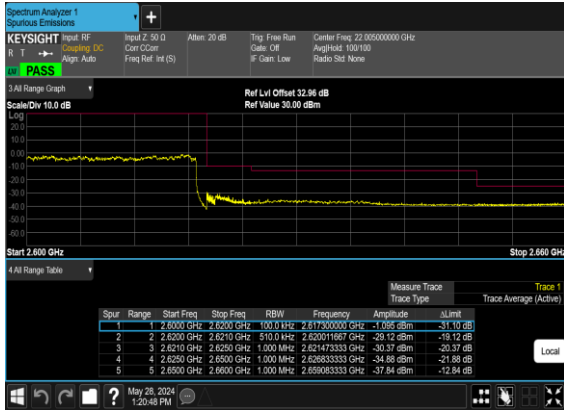 Spectrum Analyzer 1
Spurious Emissions
KEYSIGHT Input: RF Input Z: 50 Ω Atten: 20 dB Trig: Free Run Center Freq: 22.005000000 GHz
R T Coupling: DC Corr CCorr Gate: Off Avg|Hold: 100/100
Align: Auto Freq Ref: Int (S) IF Gain: Low Radio Std: None
PASS
3 All Range Graph
Ref Lvl Offset 32.96 dB
Scale/Div 10.0 dB Ref Value 30.00 dBm
Log
20.0
10.0
0.00
-10.0
-20.0
-30.0
-40.0
-50.0
-60.0
Start 2.600 GHz Stop 2.660 GHz
4 All Range Table
Measure Trace Trace 1
Trace Type Trace Average (Active)
Spur Range Start Freq Stop Freq RBW Frequency Amplitude ΔLimit
1 1 2.6000 GHz 2.6200 GHz 100.0 kHz 2.617300000 GHz -1.095 dBm -31.10 dB
2 2 2.6200 GHz 2.6210 GHz 510.0 kHz 2.620011667 GHz -29.12 dBm -19.12 dB
3 3 2.6210 GHz 2.6250 GHz 1.000 MHz 2.621473333 GHz -30.37 dBm -20.37 dB
4 4 2.6250 GHz 2.6500 GHz 1.000 MHz 2.626833333 GHz -34.88 dBm -21.88 dB
5 5 2.6500 GHz 2.6600 GHz 1.000 MHz 2.659083333 GHz -37.84 dBm -12.84 dB
Local
May 28, 2024
1:20:48 PM